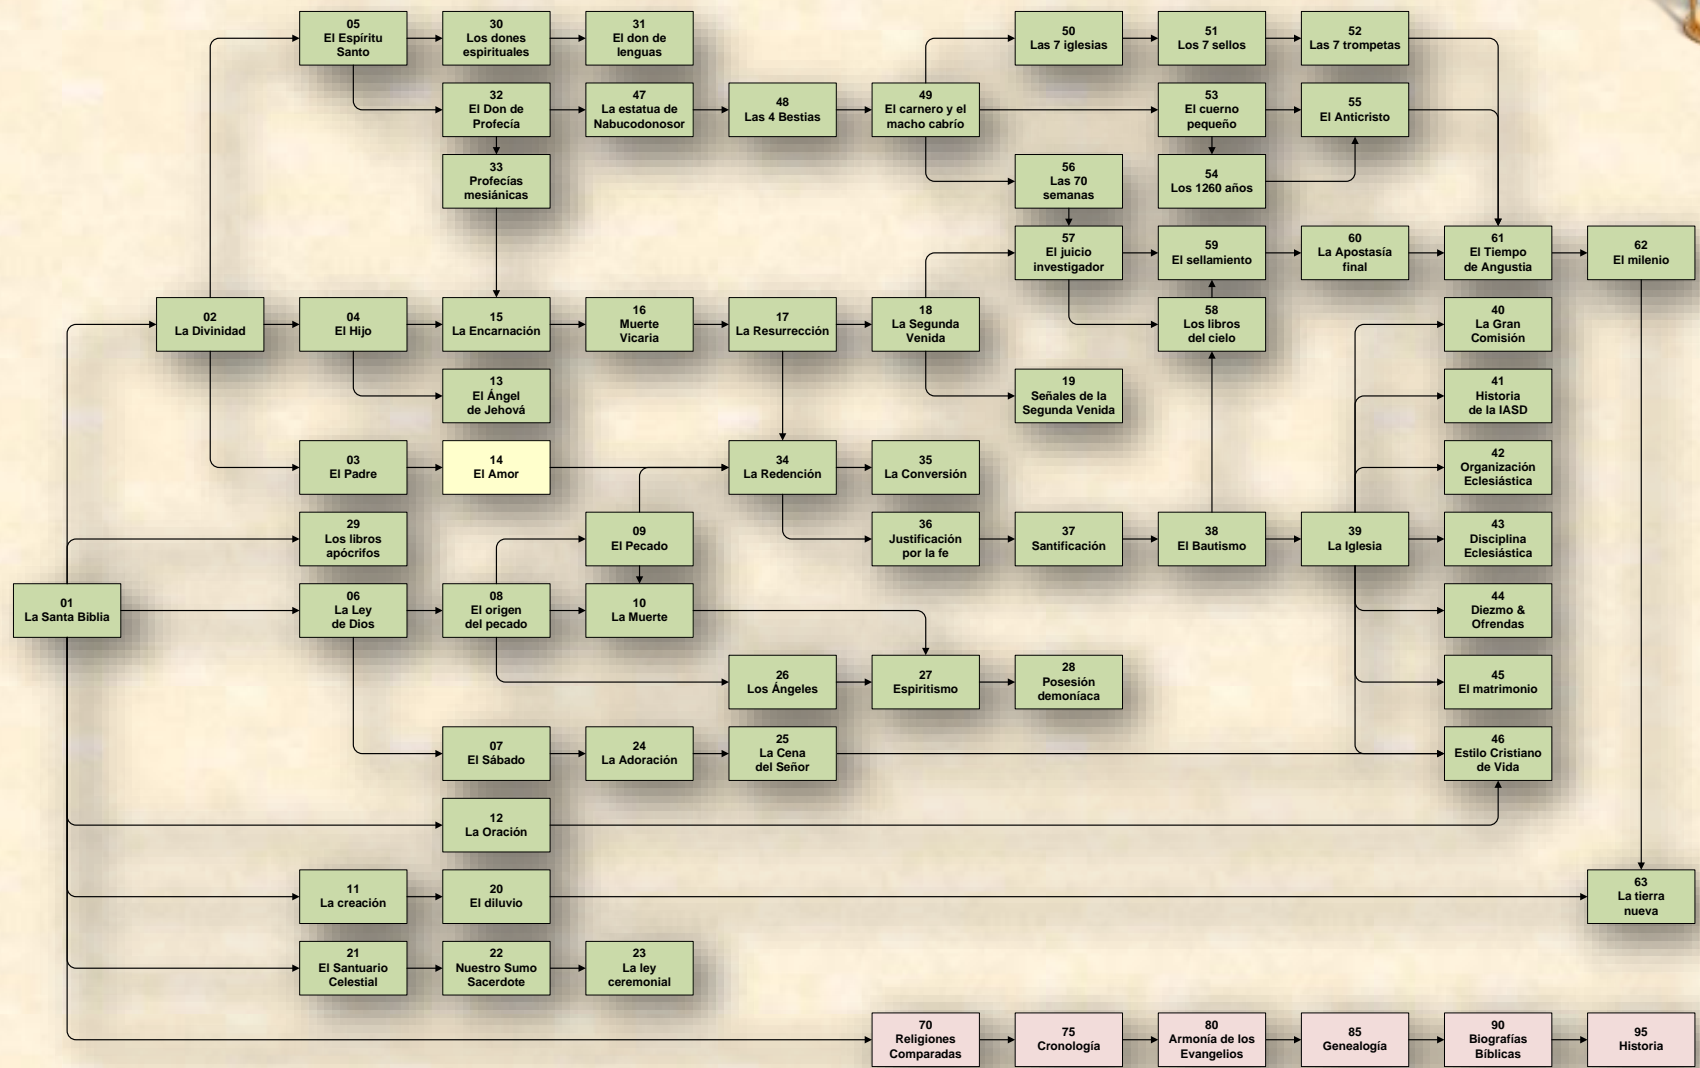 05
El Espíritu
Santo
30
Los dones
espirituales
31
El don de
lenguas
50
Las 7 iglesias
51
Los 7 sellos
52
Las 7 trompetas
32
El Don de
Profecía
47
La estatua de
Nabucodonosor
48
Las 4 Bestias
49
El carnero y el
macho cabrío
53
El cuerno
pequeño
55
El Anticristo
33
Profecías
mesiánicas
56
Las 70
semanas
54
Los 1260 años
57
El juicio
investigador
59
El sellamiento
60
La Apostasía
final
61
El Tiempo
de Angustia
62
El milenio
02
La Divinidad
04
El Hijo
15
La Encarnación
16
Muerte
Vicaria
17
La Resurrección
18
La Segunda
Venida
58
Los libros
del cielo
40
La Gran
Comisión
13
El Ángel
de Jehová
19
Señales de la
Segunda Venida
41
Historia
de la IASD
03
El Padre
14
El Amor
34
La Redención
35
La Conversión
42
Organización
Eclesiástica
29
Los libros
apócrifos
09
El Pecado
36
Justificación
por la fe
37
Santificación
38
El Bautismo
39
La Iglesia
43
Disciplina
Eclesiástica
01
La Santa Biblia
06
La Ley
de Dios
08
El origen
del pecado
10
La Muerte
44
Diezmo &
Ofrendas
26
Los Ángeles
27
Espiritismo
28
Posesión
demoníaca
45
El matrimonio
07
El Sábado
24
La Adoración
25
La Cena
del Señor
46
Estilo Cristiano
de Vida
12
La Oración
11
La creación
20
El diluvio
63
La tierra
nueva
21
El Santuario
Celestial
22
Nuestro Sumo
Sacerdote
23
La ley
ceremonial
70
Religiones
Comparadas
75
Cronología
80
Armonía de los
Evangelios
85
Genealogía
90
Biografías
Bíblicas
95
Historia